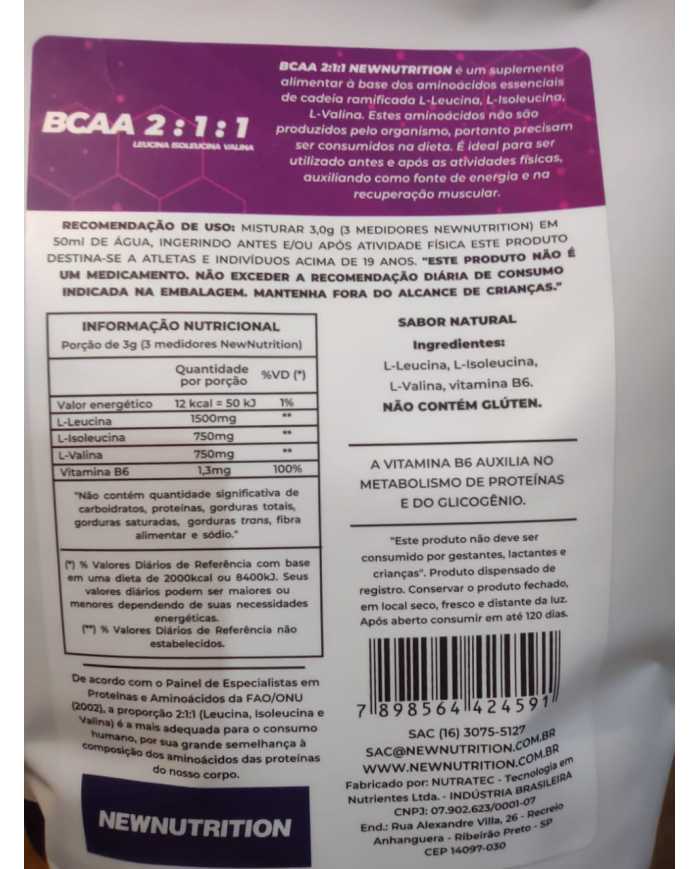 BCAA 2:1:1
LEUCINA ISOLEUCINA VALINA
BCAA 2:1:1 NEWNUTRITION é um suplemento
alimentar à base dos aminoácidos essenciais
de cadeia ramificada L-Leucina, L-Isoleucina,
L-Valina. Estes aminoácidos não são
produzidos pelo organismo, portanto precisam
ser consumidos na dieta. É ideal para ser
utilizado antes e após as atividades físicas,
auxiliando como fonte de energia e na
recuperação muscular.
RECOMENDAÇÃO DE USO: MISTURAR 3,0g (3 MEDIDORES NEWNUTRITION) EM
50ml DE ÁGUA, INGERINDO ANTES E/OU APÓS ATIVIDADE FÍSICA ESTE PRODUTO
DESTINA-SE A ATLETAS E INDIVÍDUOS ACIMA DE 19 ANOS. "ESTE PRODUTO NÃO É
UM MEDICAMENTO. NÃO EXCEDER A RECOMENDAÇÃO DIÁRIA DE CONSUMO
INDICADA NA EMBALAGEM. MANTENHA FORA DO ALCANCE DE CRIANÇAS."
INFORMAÇÃO NUTRICIONAL
Porção de 3g (3 medidores NewNutrition)
Quantidade
por porção
%VD (*)
Valor energético 12 kcal = 50 kJ 1%
L-Leucina 1500mg **
L-Isoleucina 750mg **
L-Valina 750mg **
Vitamina B6 1,3mg 100%
"Não contém quantidade significativa de
carboidratos, proteínas, gorduras totais,
gorduras saturadas, gorduras trans, fibra
alimentar e sódio."
(*) % Valores Diários de Referência com base
em uma dieta de 2000kcal ou 8400kJ. Seus
valores diários podem ser maiores ou
menores dependendo de suas necessidades
energéticas.
(**) % Valores Diários de Referência não
estabelecidos.
De acordo com o Painel de Especialistas em
Proteínas e Aminoácidos da FAO/ONU
(2002), a proporção 2:1:1 (Leucina, Isoleucina e
Valina) é a mais adequada para o consumo
humano, por sua grande semelhança à
composição dos aminoácidos das proteínas
do nosso corpo.
NEWNUTRITION
SABOR NATURAL
Ingredientes:
L-Leucina, L-Isoleucina,
L-Valina, vitamina B6.
NÃO CONTÉM GLÚTEN.
A VITAMINA B6 AUXILIA NO
METABOLISMO DE PROTEÍNAS
E DO GLICOGÊNIO.
"Este produto não deve ser
consumido por gestantes, lactantes e
crianças". Produto dispensado de
registro. Conservar o produto fechado,
em local seco, fresco e distante da luz.
Após aberto consumir em até 120 dias.
7 898564 424591
SAC (16) 3075-5127
SAC@NEWNUTRITION.COM.BR
WWW.NEWNUTRITION.COM.BR
Fabricado por: NUTRATEC - Tecnologia em
Nutrientes Ltda. - INDÚSTRIA BRASILEIRA
CNPJ: 07.902.623/0001-07
End.: Rua Alexandre Villa, 26 - Recreio
Anhanguera - Ribeirão Preto - SP
CEP 14097-030